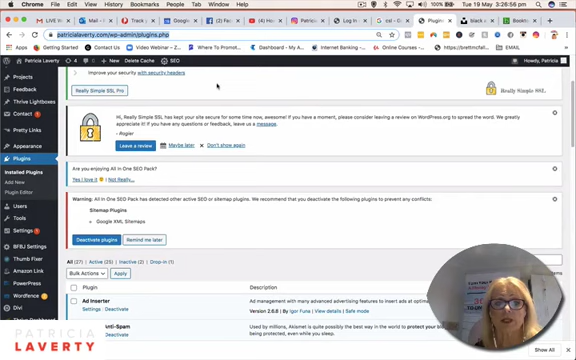 Chrome File Edit View History Bookmarks People Tab Window Help
Tue 19 May 3:26:56 pm
patricialaverty.com/wp-admin/plugins.php
Video Webinar
Where To Promot...
Dashboard - My A...
Internet Banking -...
Online Courses -...
Patricia Laverty 4 0 + New Delete Cache SEO
Howdy, Patricia
Projects
Feedback
Thrive Lightboxes
Contact 1
Pretty Links
Appearance
Plugins
Installed Plugins
Add New
Plugin Editor
Users
Tools
Settings
BFBJ Settings
Thumb Fixer
Amazon Link
PowerPress
Wordfence
Divi
Improve your security with security headers
Really Simple SSL Pro
Really Simple SSL
Hi, Really Simple SSL has kept your site secure for some time now, awesome! If you have a moment, please consider leaving a review on WordPress.org to spread the word. We greatly
appreciate it! If you have any questions or feedback, leave us a message.
- Rogier
Leave a review Maybe later × Don't show again
Are you enjoying All in One SEO Pack?
Yes I love it Not Really...
Warning: All in One SEO Pack has detected other active SEO or sitemap plugins. We recommend that you deactivate the following plugins to prevent any conflicts.
Sitemap Plugins
Google XML Sitemaps
Deactivate plugins Remind me later
All (27) | Active (25) | Inactive (2) | Drop-in (1)
Bulk Actions Apply
Plugin Description
Ad Inserter Ad management with many advanced advertising features to insert ads at
Settings | Deactivate Version 2.6.8 | By Igor Funa | View details | Safe mode
Anti-Spam Used by millions, Akismet is quite possibly the best way in the world to protect your
Deactivate
Show All
PATRICIA
LAVERTY